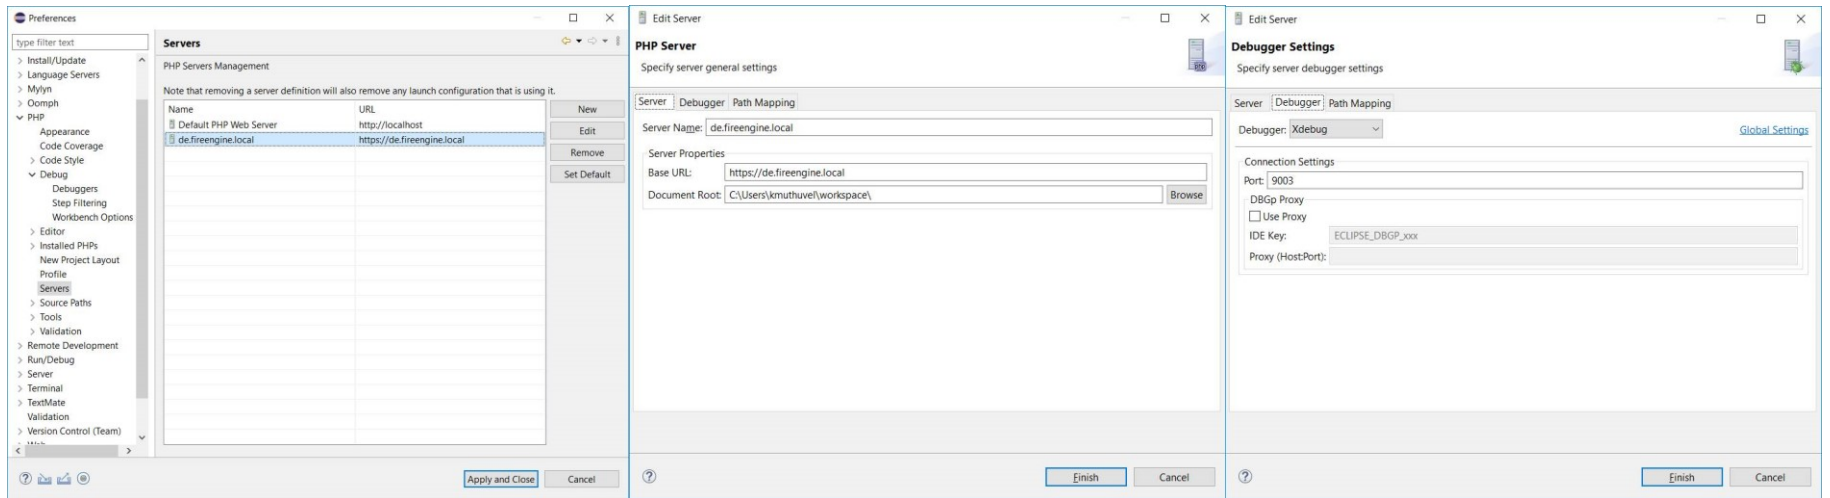 Preferences
type filter text
Install/Update
Language Servers
Mylyn
Oomph
PHP
Appearance
Code Coverage
Code Style
Debug
Debuggers
Step Filtering
Workbench Options
Editor
Installed PHPs
New Project Layout
Profile
Servers
Source Paths
Tools
Validation
Remote Development
Run/Debug
Server
Terminal
TextMate
Validation
Version Control (Team)
Servers
PHP Servers Management
Note that removing a server definition will also remove any launch configuration that is using it.
Name URL
Default PHP Web Server http://localhost
de.fireengine.local https://de.fireengine.local
New
Edit
Remove
Set Default
Apply and Close Cancel
Edit Server
PHP Server
Specify server general settings
Server Debugger Path Mapping
Server Name: de.fireengine.local
Server Properties
Base URL: https://de.fireengine.local
Document Root: C:\Users\kmuthuvel\workspace\ Browse
Finish Cancel
Edit Server
Debugger Settings
Specify server debugger settings
Server Debugger Path Mapping
Debugger: Xdebug Global Settings
Connection Settings
Port: 9003
DBGp Proxy
Use Proxy
IDE Key: ECLIPSE_DBGP_xxx
Proxy (Host:Port):
Finish Cancel